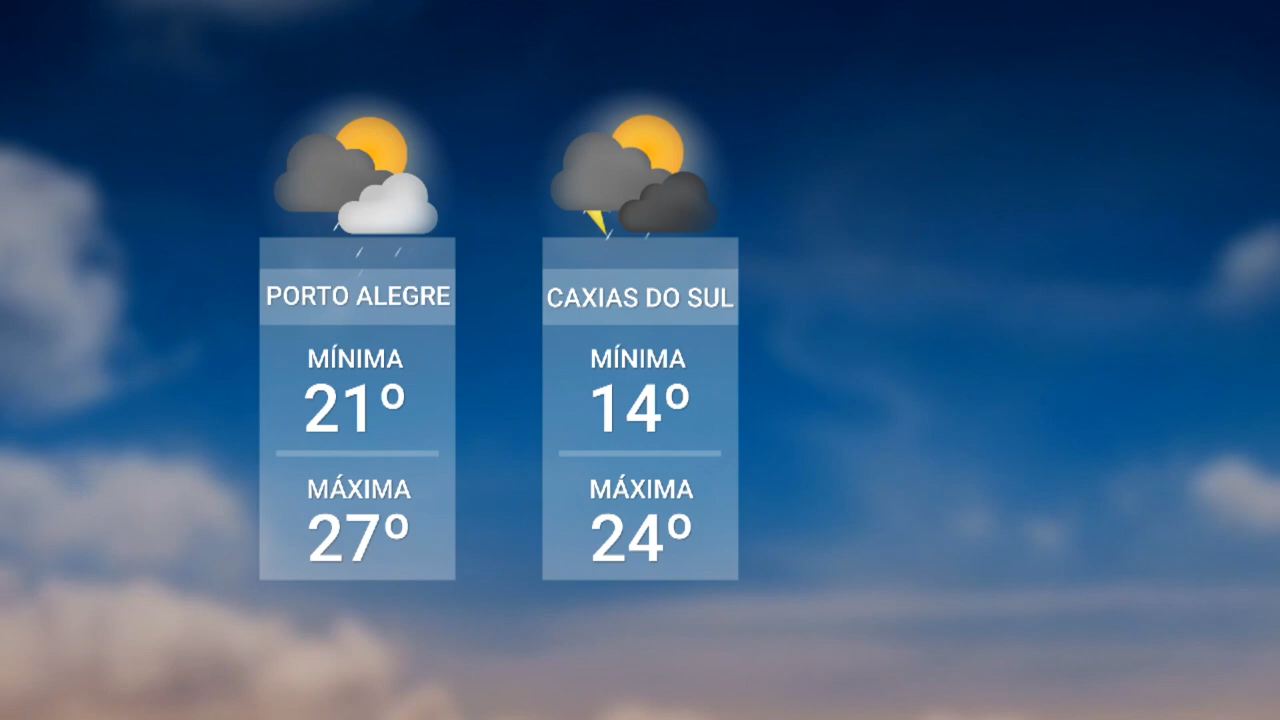 PORTO ALEGRE
MÍNIMA
21º
MÁXIMA
27º
CAXIAS DO SUL
MÍNIMA
14º
MÁXIMA
24º